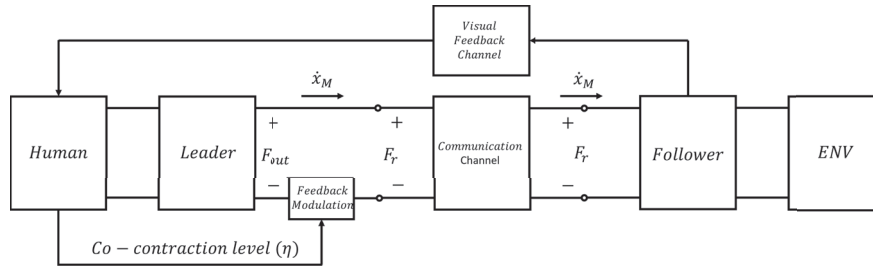 Visual
Feedback
Channel
ẋ_M
ẋ_M
Human
Leader
+
F_out
−
+
F_r
−
Communication
Channel
+
F_r
−
Follower
ENV
Feedback
Modulation
Co − contraction level (η)